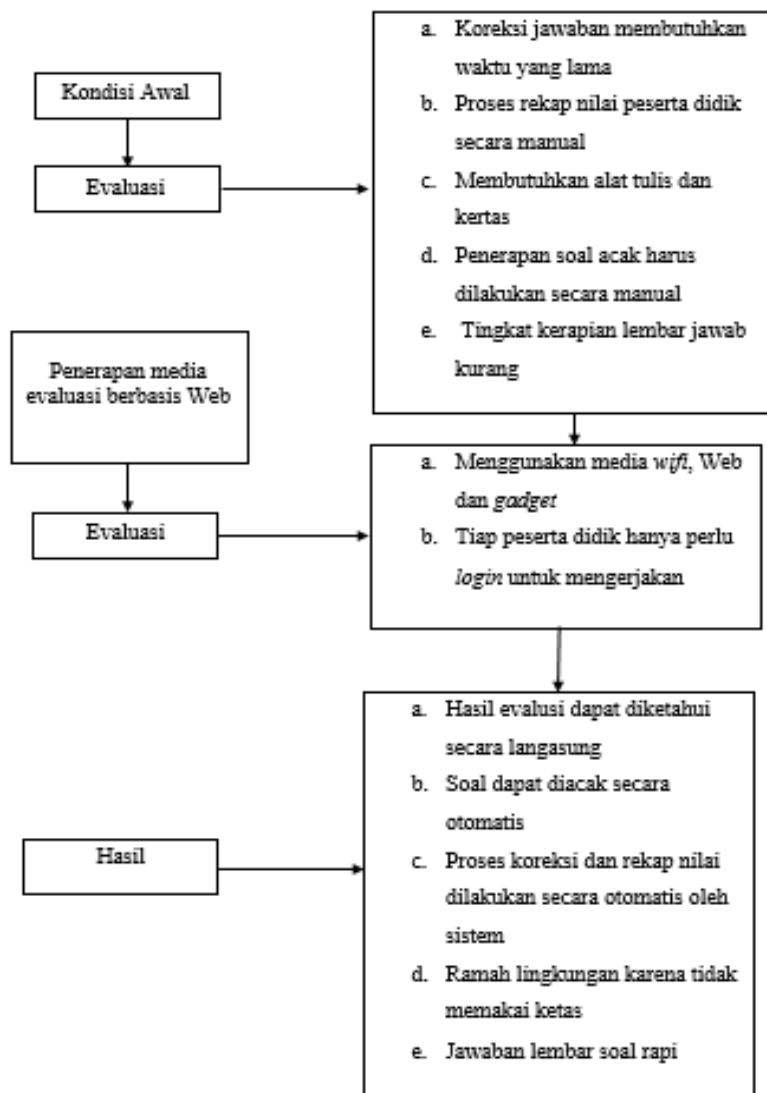 Kondisi Awal
Evaluasi
a. Koreksi jawaban membutuhkan
waktu yang lama
b. Proses rekap nilai peserta didik
secara manual
c. Membutuhkan alat tulis dan
kertas
d. Penerapan soal acak harus
dilakukan secara manual
e. Tingkat kerapian lembar jawab
kurang
Penerapan media
evaluasi berbasis Web
Evaluasi
a. Menggunakan media wifi, Web
dan gadget
b. Tiap peserta didik hanya perlu
login untuk mengerjakan
Hasil
a. Hasil evalusi dapat diketahui
secara langasung
b. Soal dapat diacak secara
otomatis
c. Proses koreksi dan rekap nilai
dilakukan secara otomatis oleh
sistem
d. Ramah lingkungan karena tidak
memakai ketas
e. Jawaban lembar soal rapi